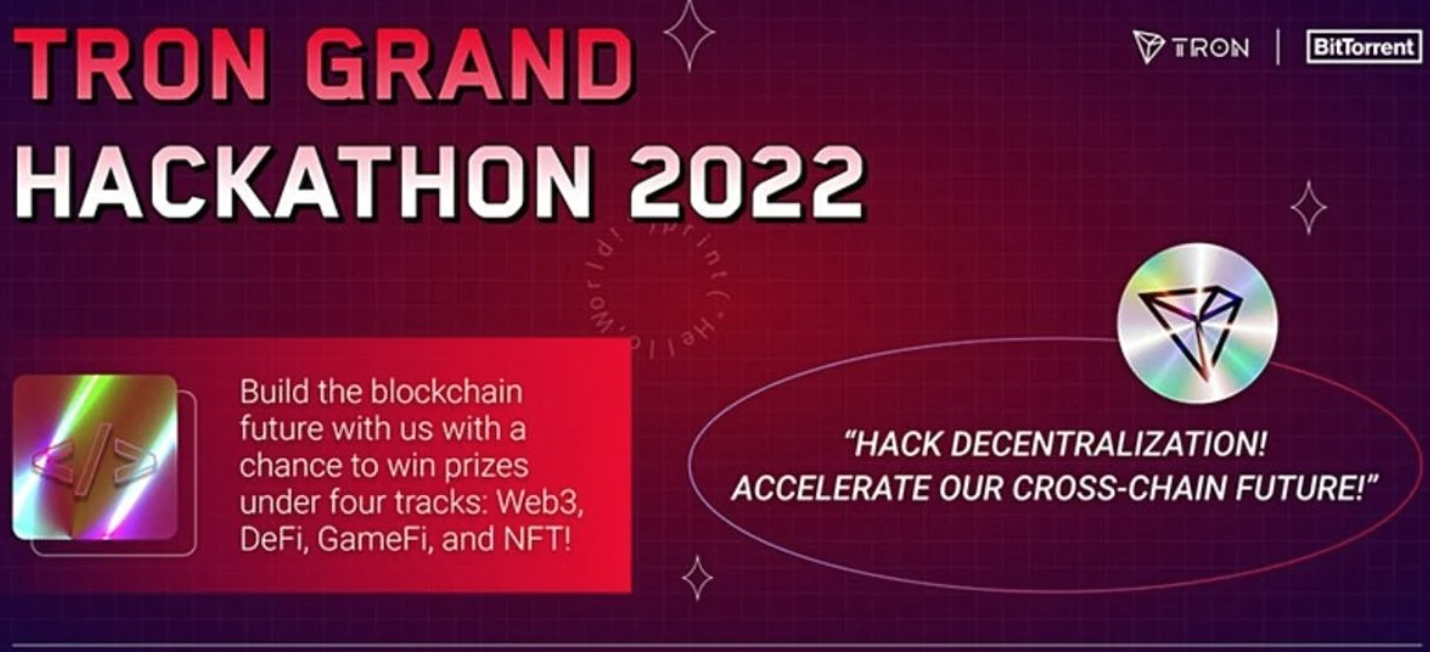 TRON GRAND
HACKATHON 2022
TRON | BitTorrent
print("Hello,World!
Build the blockchain
future with us with a
chance to win prizes
under four tracks: Web3,
DeFi, GameFi, and NFT!
</>
“HACK DECENTRALIZATION!
ACCELERATE OUR CROSS-CHAIN FUTURE!”